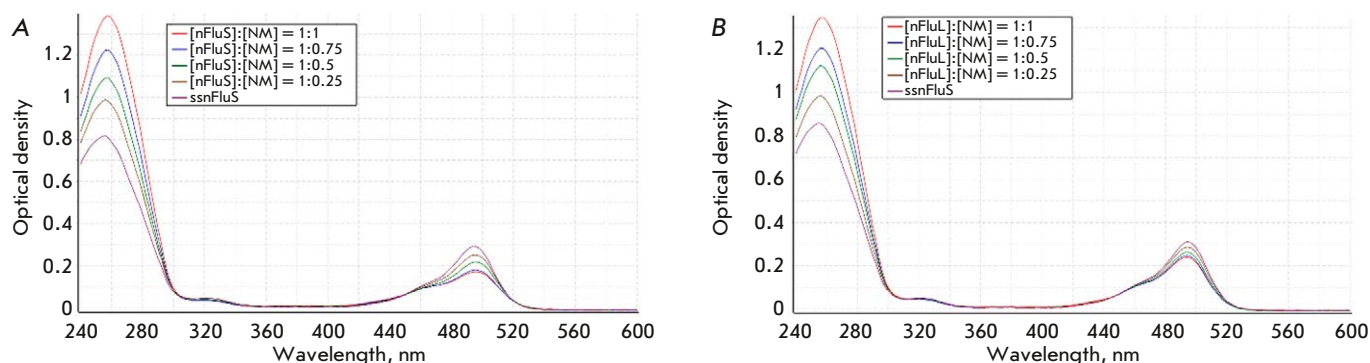 A
[nFluS]:[NM] = 1:1
[nFluS]:[NM] = 1:0.75
[nFluS]:[NM] = 1:0.5
[nFluS]:[NM] = 1:0.25
ssnFluS
Optical density
1.2
1
0.8
0.6
0.4
0.2
0
240 280 320 360 400 440 480 520 560 600
Wavelength, nm
B
[nFluL]:[NM] = 1:1
[nFluL]:[NM] = 1:0.75
[nFluL]:[NM] = 1:0.5
[nFluL]:[NM] = 1:0.25
ssnFluS
Optical density
1.2
1
0.8
0.6
0.4
0.2
0
240 280 320 360 400 440 480 520 560 600
Wavelength, nm